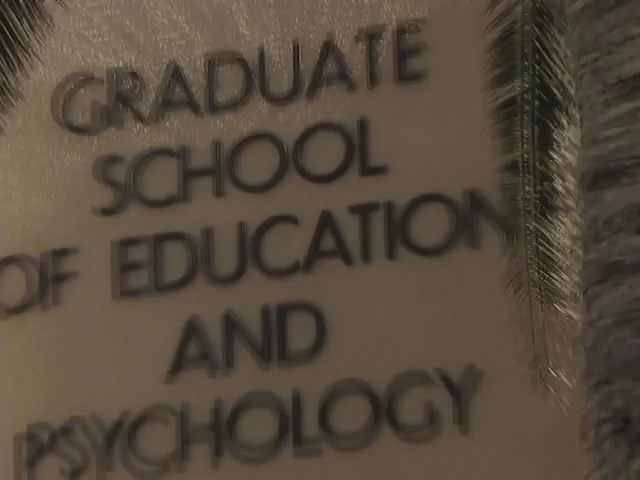 GRADUATE
SCHOOL
OF EDUCATION
AND
PSYCHOLOGY